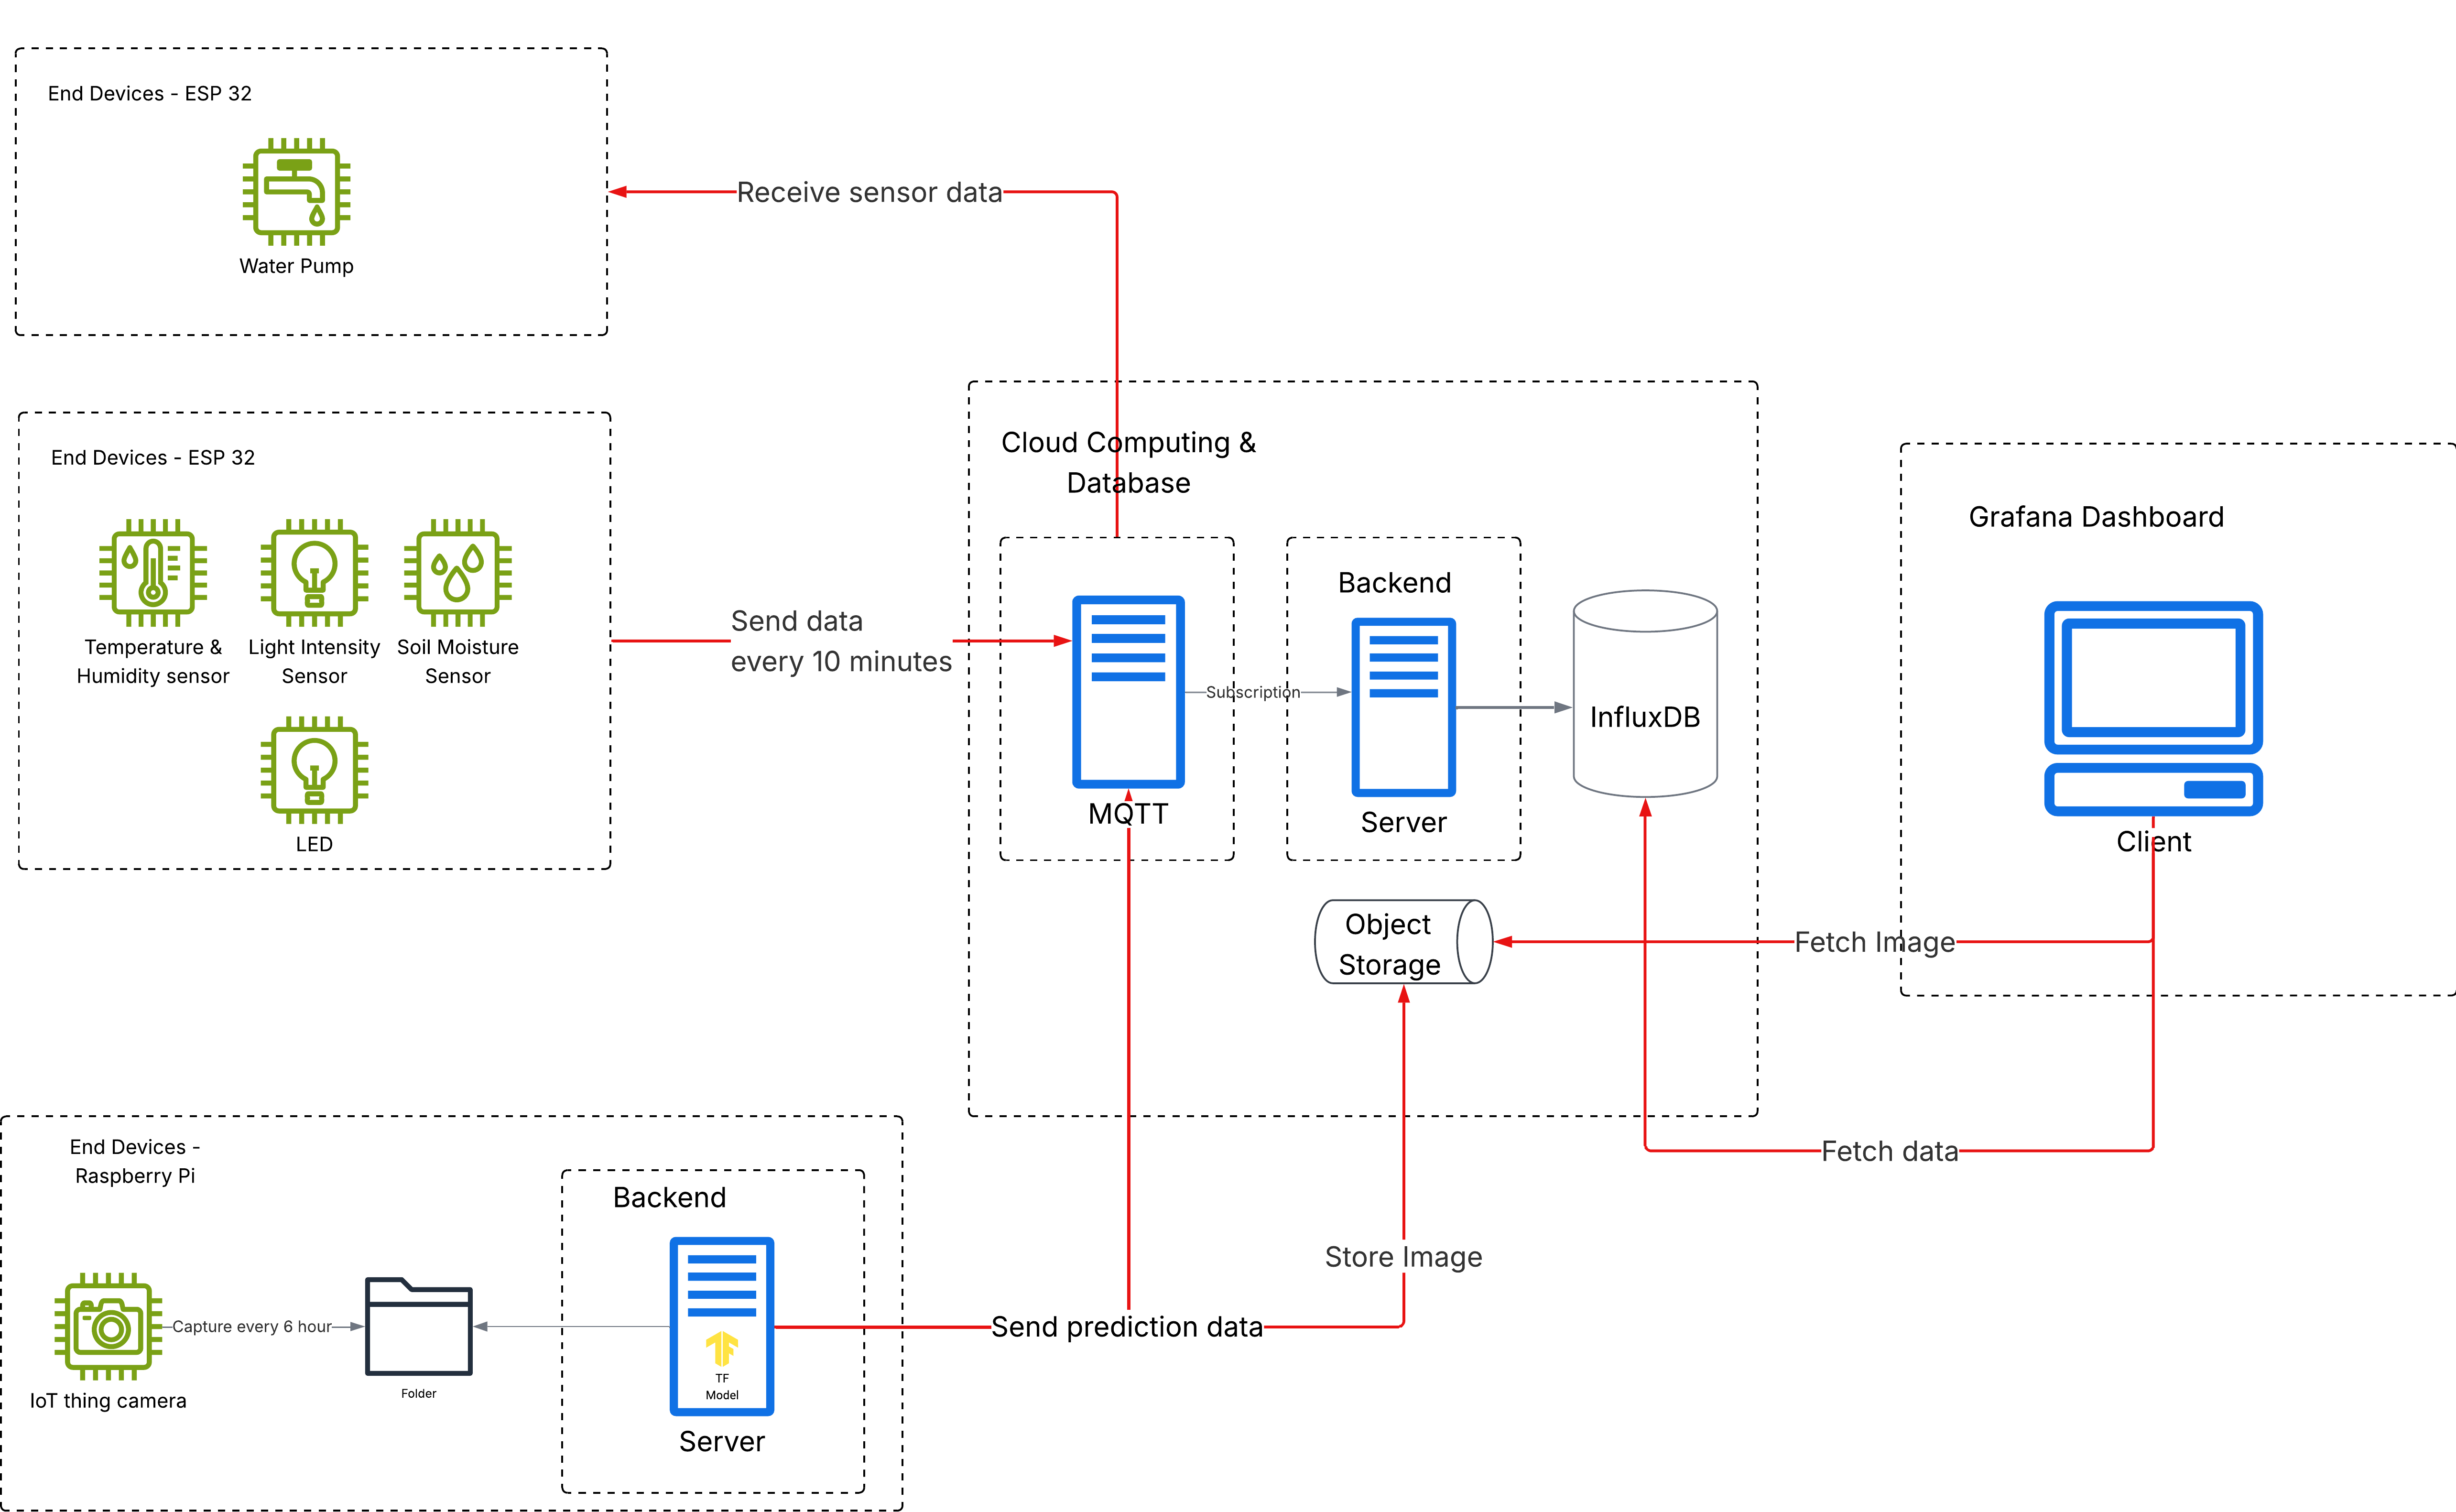 End Devices - ESP 32
Water Pump
Receive sensor data
End Devices - ESP 32
Temperature &
Humidity sensor
Light Intensity
Sensor
Soil Moisture
Sensor
LED
Send data
every 10 minutes
Cloud Computing &
Database
MQTT
Subscription
Backend
Server
InfluxDB
Object
Storage
Grafana Dashboard
Client
Fetch Image
Fetch data
Store Image
Send prediction data
End Devices -
Raspberry Pi
IoT thing camera
Capture every 6 hour
Folder
Backend
TF
Model
Server